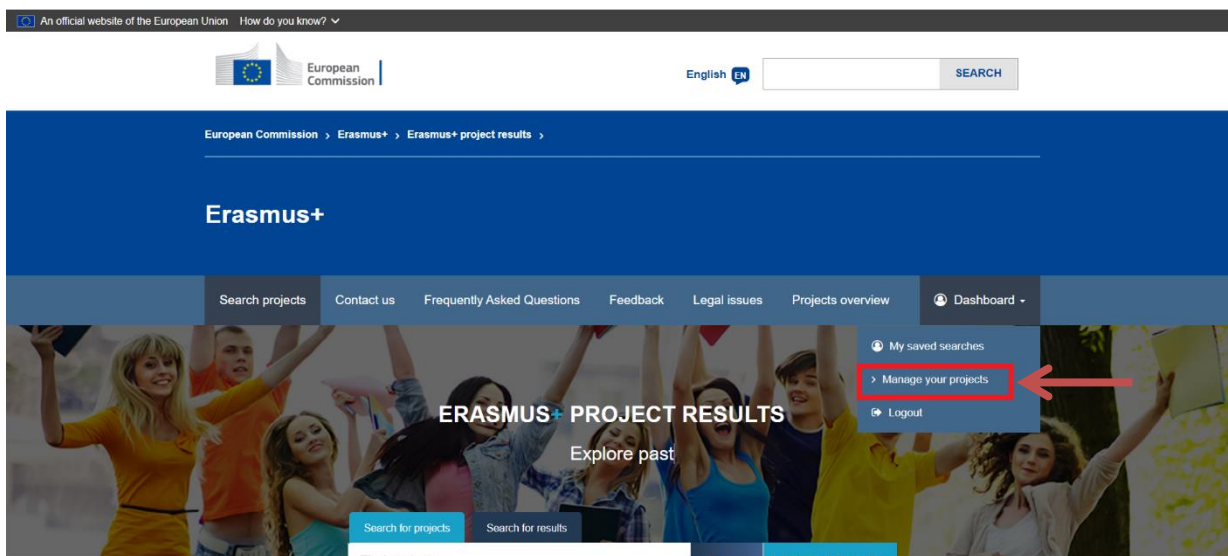 An official website of the European Union How do you know?
European
Commission
English EN
SEARCH
European Commission > Erasmus+ > Erasmus+ project results >
Erasmus+
Search projects Contact us Frequently Asked Questions Feedback Legal issues Projects overview Dashboard
My saved searches
> Manage your projects
Logout
ERASMUS+ PROJECT RESULTS
Explore past
Search for projects Search for results